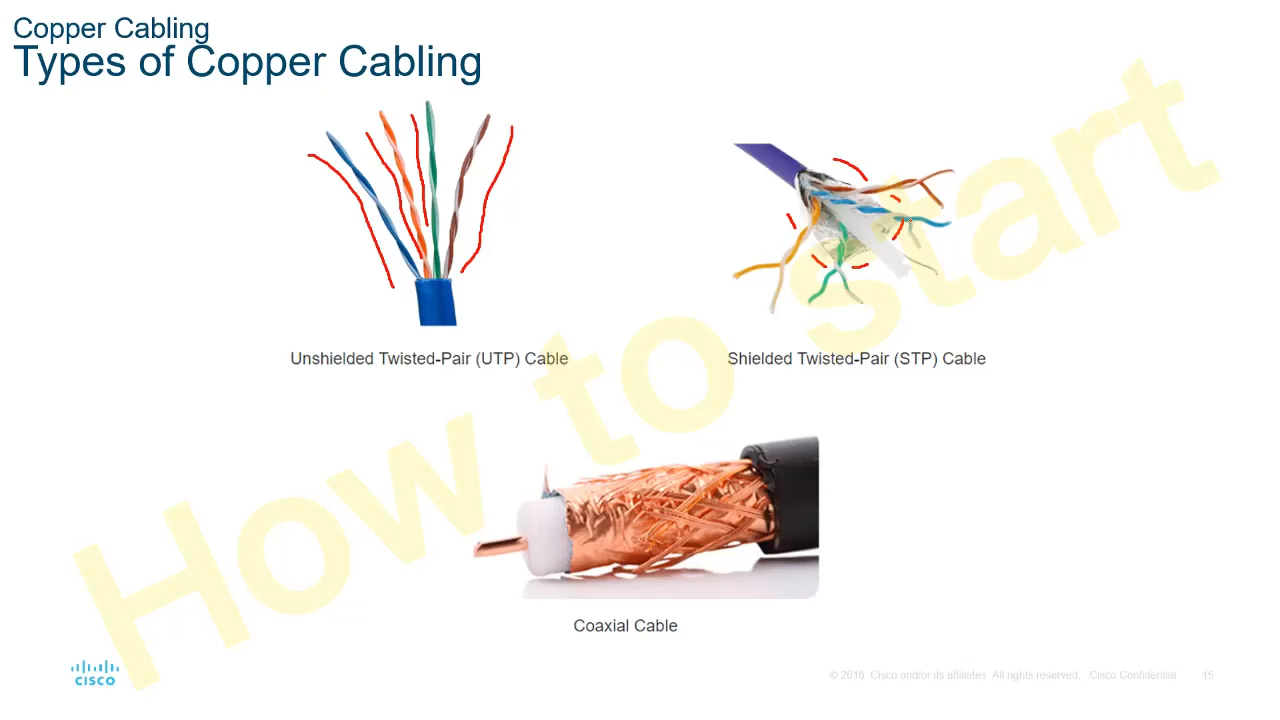 Copper Cabling
Types of Copper Cabling
Unshielded Twisted-Pair (UTP) Cable
Shielded Twisted-Pair (STP) Cable
How to start
Coaxial Cable
CISCO
© 2016 Cisco and/or its affiliates. All rights reserved. Cisco Confidential
15